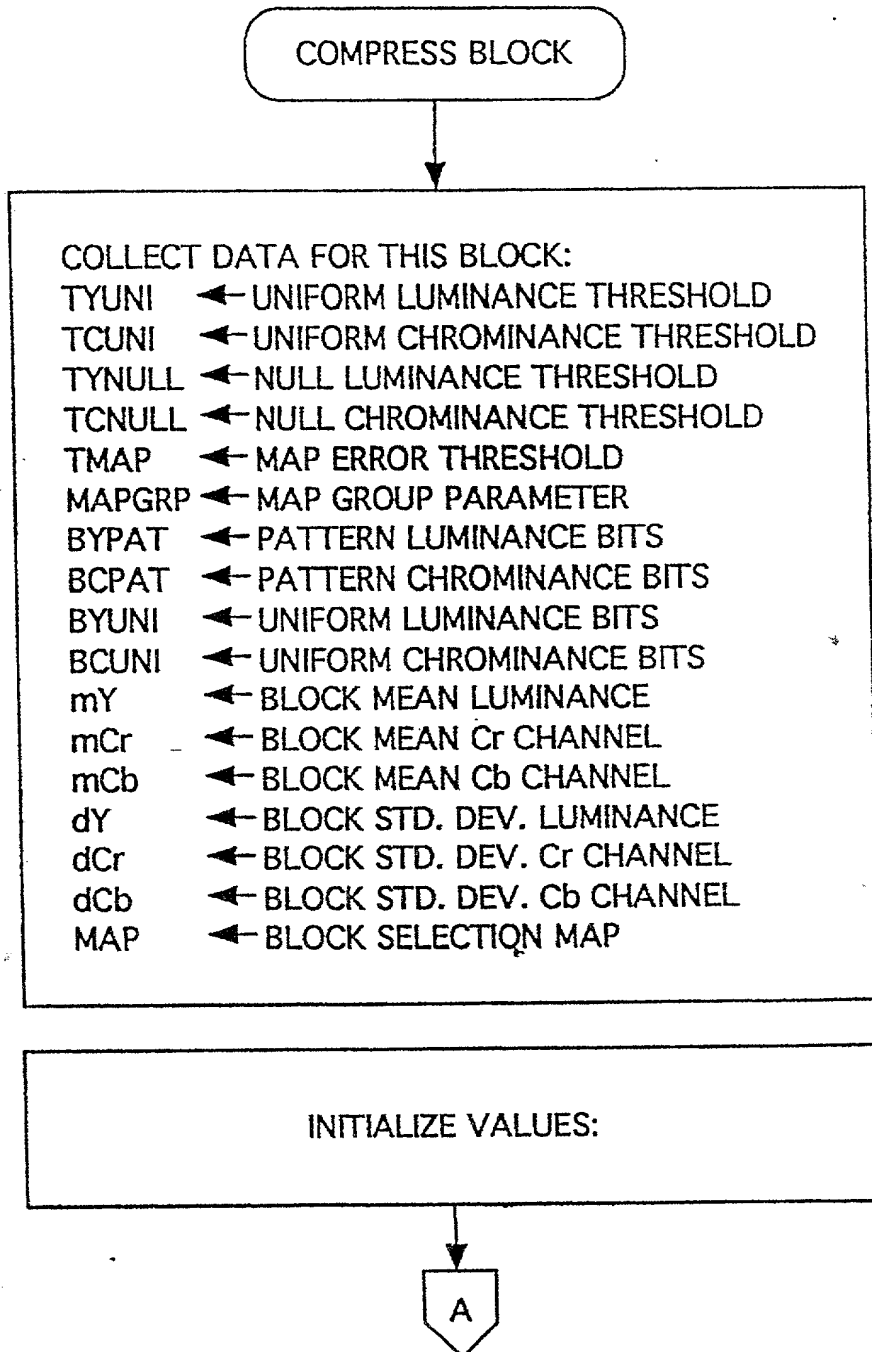 COMPRESS BLOCK
COLLECT DATA FOR THIS BLOCK:
TYUNI ← UNIFORM LUMINANCE THRESHOLD
TCUNI ← UNIFORM CHROMINANCE THRESHOLD
TYNULL ← NULL LUMINANCE THRESHOLD
TCNULL ← NULL CHROMINANCE THRESHOLD
TMAP ← MAP ERROR THRESHOLD
MAPGRP ← MAP GROUP PARAMETER
BYPAT ← PATTERN LUMINANCE BITS
BCPAT ← PATTERN CHROMINANCE BITS
BYUNI ← UNIFORM LUMINANCE BITS
BCUNI ← UNIFORM CHROMINANCE BITS
mY ← BLOCK MEAN LUMINANCE
mCr ← BLOCK MEAN Cr CHANNEL
mCb ← BLOCK MEAN Cb CHANNEL
dY ← BLOCK STD. DEV. LUMINANCE
dCr ← BLOCK STD. DEV. Cr CHANNEL
dCb ← BLOCK STD. DEV. Cb CHANNEL
MAP ← BLOCK SELECTION MAP
INITIALIZE VALUES:
A